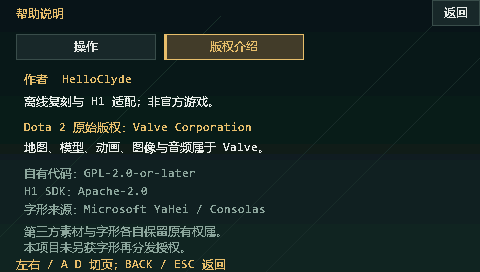 帮助说明
返回
操作
版权介绍
作者 HelloClyde
离线复刻与 H1 适配；非官方游戏。
Dota 2 原始版权：Valve Corporation
地图、模型、动画、图像与音频属于 Valve。
自有代码：GPL-2.0-or-later
H1 SDK：Apache-2.0
字形来源：Microsoft YaHei / Consolas
第三方素材与字形各自保留原有权属。
本项目未另获字形再分发授权。
左右 / A D 切页；BACK / ESC 返回